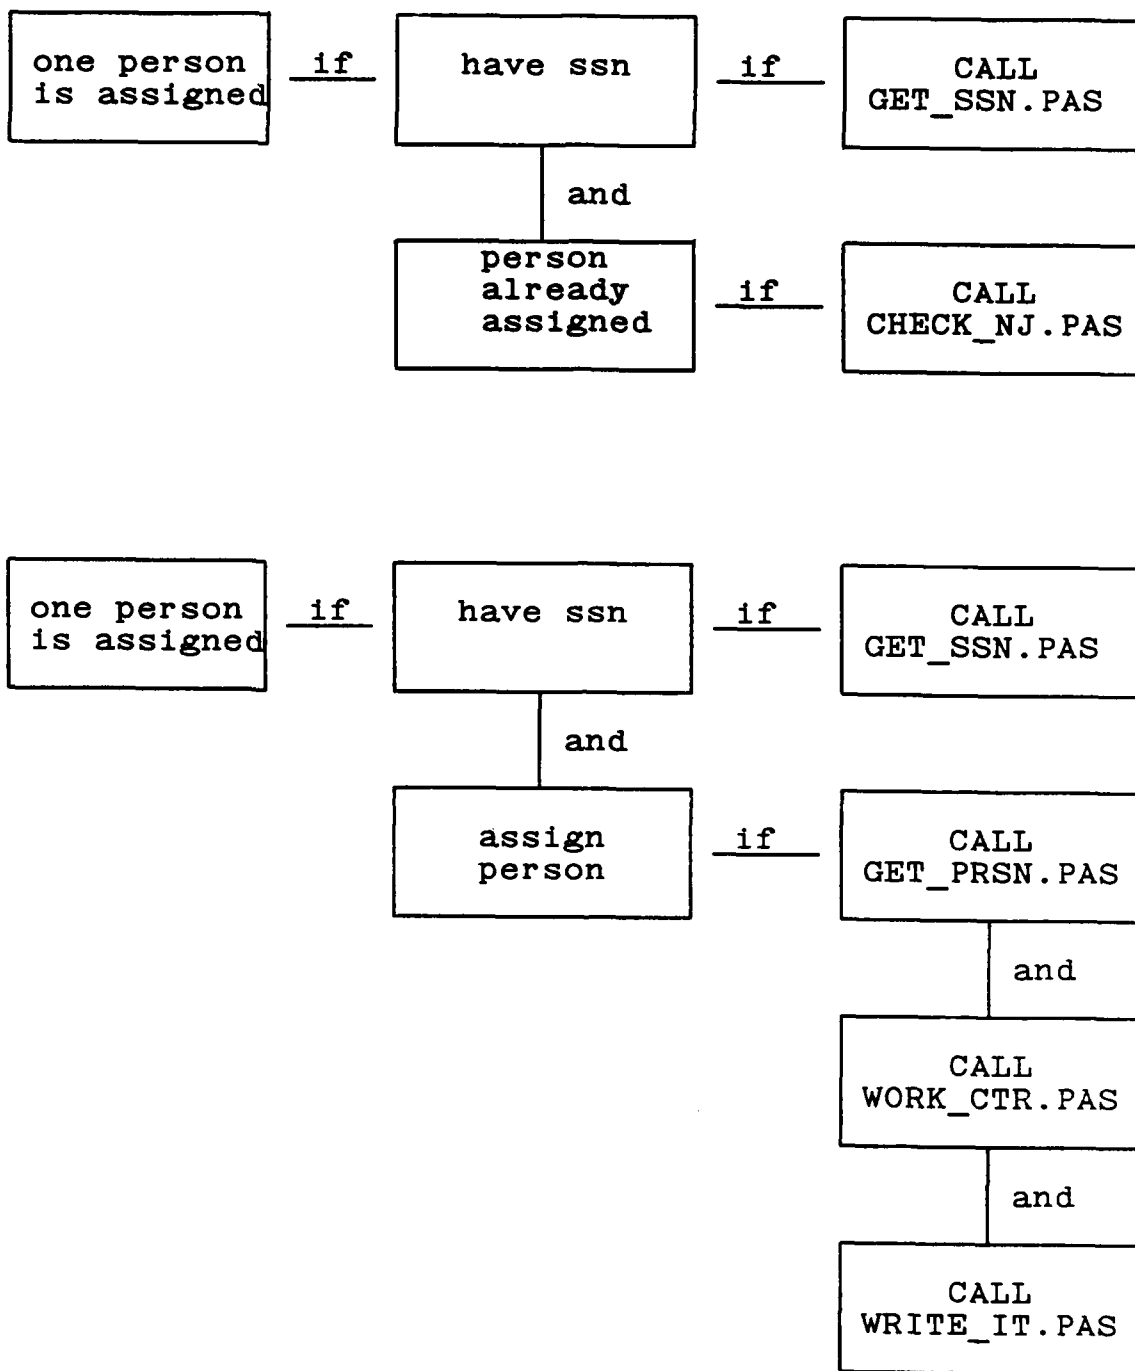 one person
is assigned
if
have ssn
if
CALL
GET_SSN.PAS
and
person
already
assigned
if
CALL
CHECK_NJ.PAS
one person
is assigned
if
have ssn
if
CALL
GET_SSN.PAS
and
assign
person
if
CALL
GET_PRSN.PAS
and
CALL
WORK_CTR.PAS
and
CALL
WRITE_IT.PAS